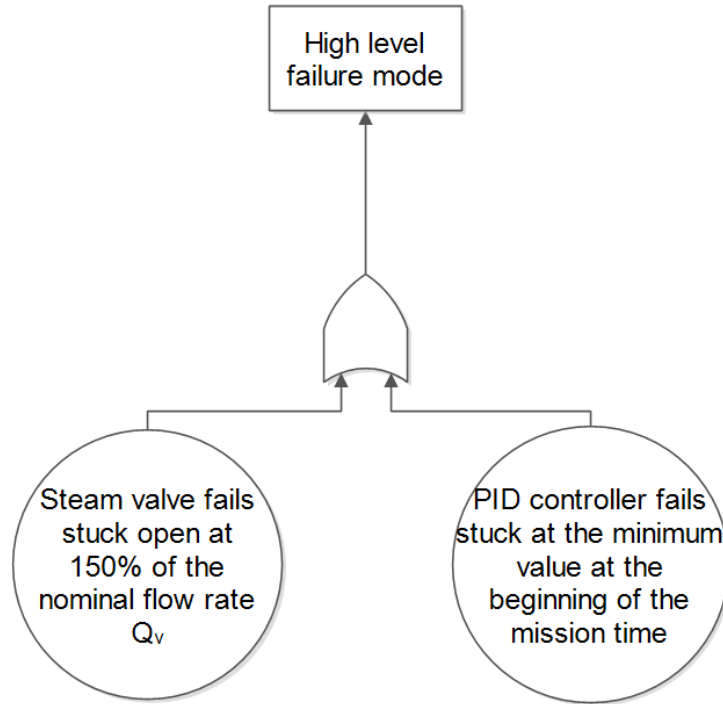 High level
failure mode
Steam valve fails
stuck open at
150% of the
nominal flow rate
Qv
PID controller fails
stuck at the minimum
value at the
beginning of the
mission time